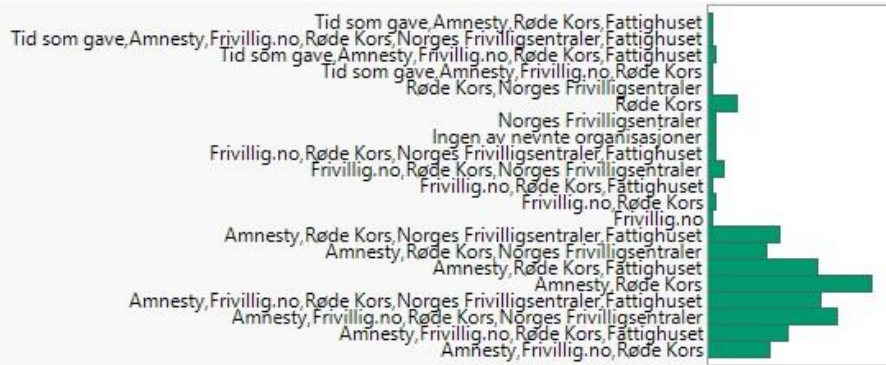 Tid som gave,Amnesty,Røde Kors,Fattighuset
Tid som gave,Amnesty,Frivillig.no,Røde Kors,Norges Frivilligsentraler,Fattighuset
Tid som gave,Amnesty,Frivillig.no,Røde Kors,Fattighuset
Tid som gave,Amnesty,Frivillig.no,Røde Kors
Røde Kors,Norges Frivilligsentraler
Røde Kors
Norges Frivilligsentraler
Ingen av nevnte organisasjoner
Frivillig.no,Røde Kors,Norges Frivilligsentraler,Fattighuset
Frivillig.no,Røde Kors,Norges Frivilligsentraler
Frivillig.no,Røde Kors,Fattighuset
Frivillig.no,Røde Kors
Frivillig.no
Amnesty,Røde Kors,Norges Frivilligsentraler,Fattighuset
Amnesty,Røde Kors,Norges Frivilligsentraler
Amnesty,Røde Kors,Fattighuset
Amnesty,Røde Kors
Amnesty,Frivillig.no,Røde Kors,Norges Frivilligsentraler,Fattighuset
Amnesty,Frivillig.no,Røde Kors,Norges Frivilligsentraler
Amnesty,Frivillig.no,Røde Kors,Fattighuset
Amnesty,Frivillig.no,Røde Kors